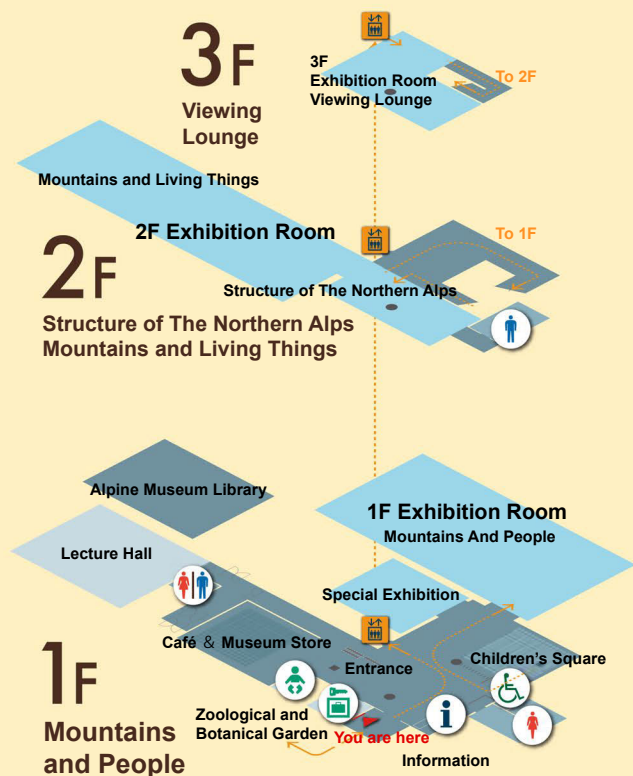 3F
Viewing
Lounge
3F
Exhibition Room
Viewing Lounge
To 2F
Mountains and Living Things
2F Exhibition Room
To 1F
Structure of The Northern Alps
2F
Structure of The Northern Alps
Mountains and Living Things
Alpine Museum Library
1F Exhibition Room
Mountains And People
Lecture Hall
Special Exhibition
Café & Museum Store
Entrance
Children's Square
1F
Mountains
and People
Zoological and
Botanical Garden
You are here
i
Information